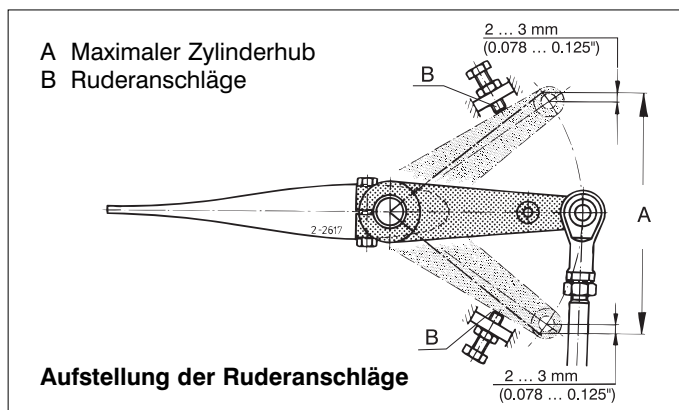 A Maximaler Zylinderhub
B Ruderanschläge
2 ... 3 mm
(0.078 ... 0.125")
B
A
2-2617
B
Aufstellung der Ruderanschläge
2 ... 3 mm
(0.078 ... 0.125")